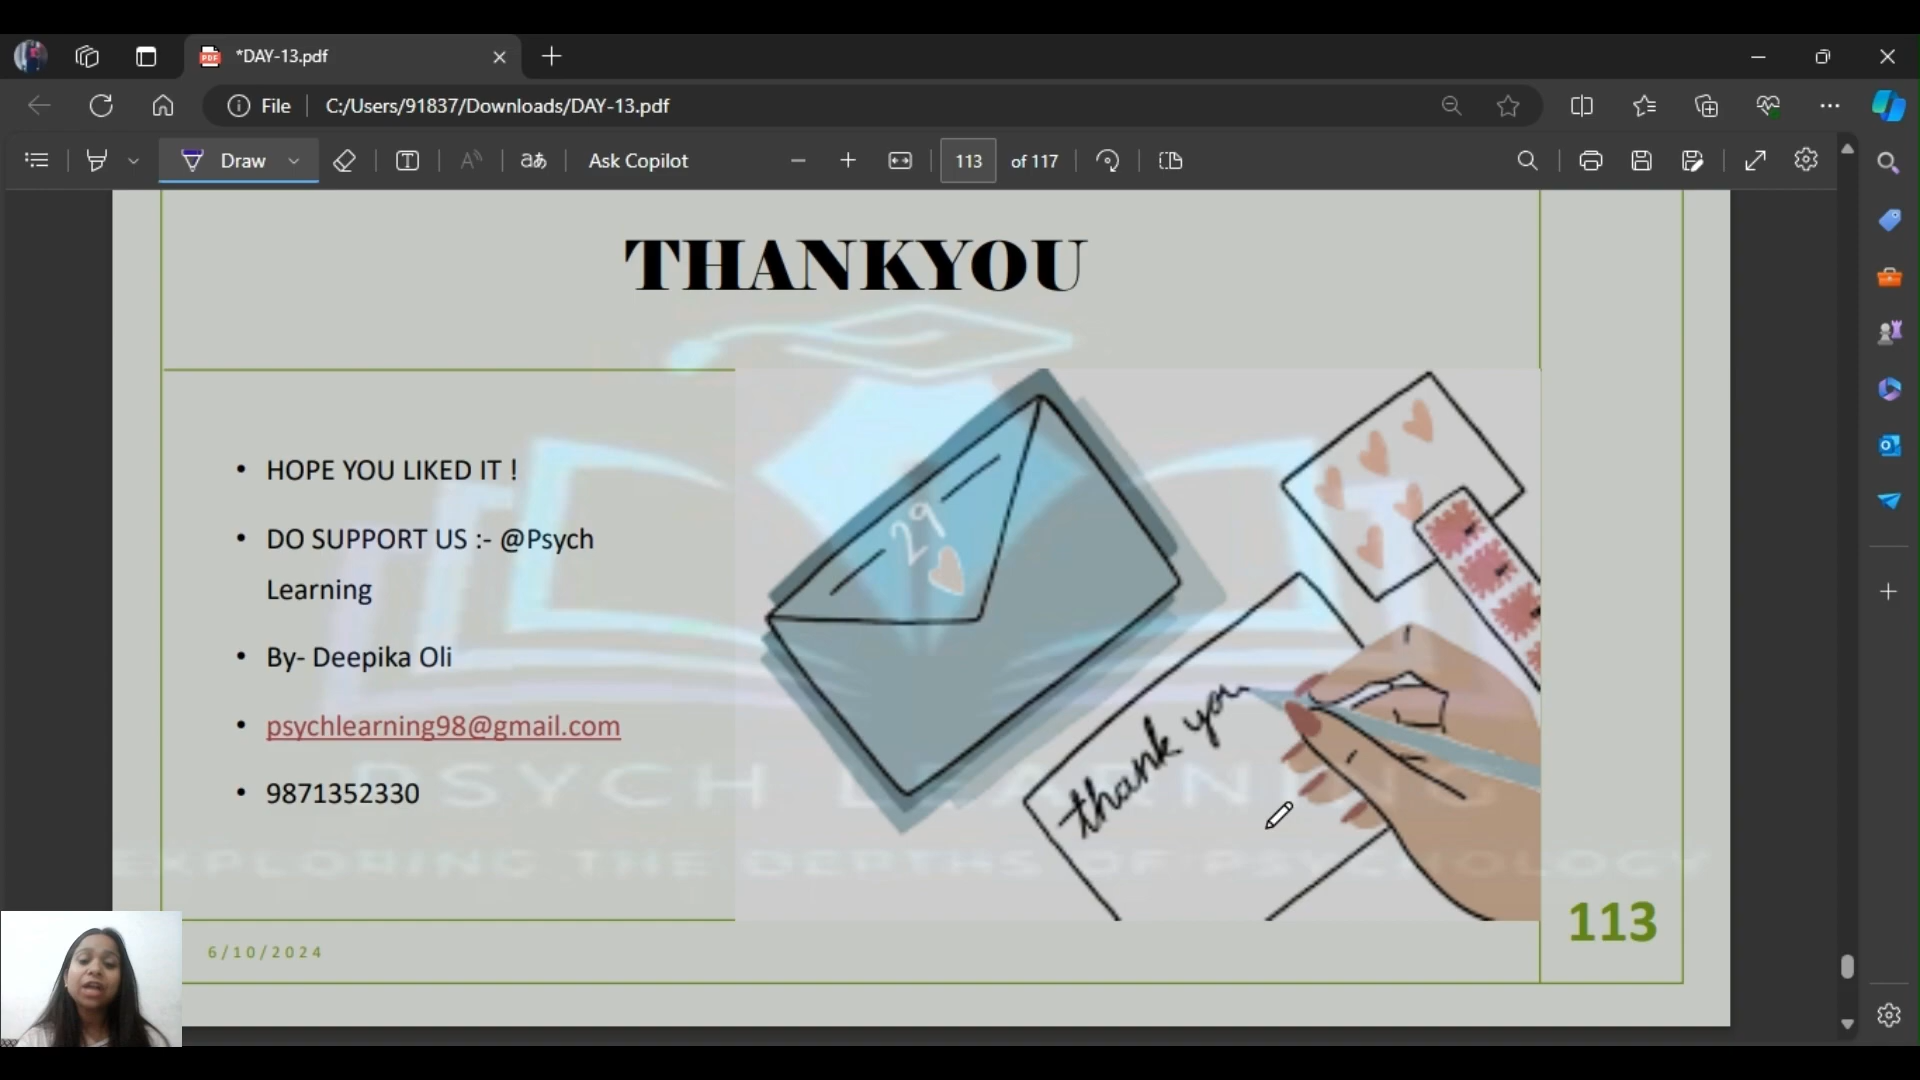 *DAY-13.pdf
File C:/Users/91837/Downloads/DAY-13.pdf
Draw Ask Copilot 113 of 117
THANKYOU
• HOPE YOU LIKED IT !
• DO SUPPORT US :- @Psych
Learning
• By- Deepika Oli
• psychlearning98@gmail.com
• 9871352330
29
thank you
PSYCH LEARNING
EXPLORING THE DEPTHS OF PSYCHOLOGY
6/10/2024
113